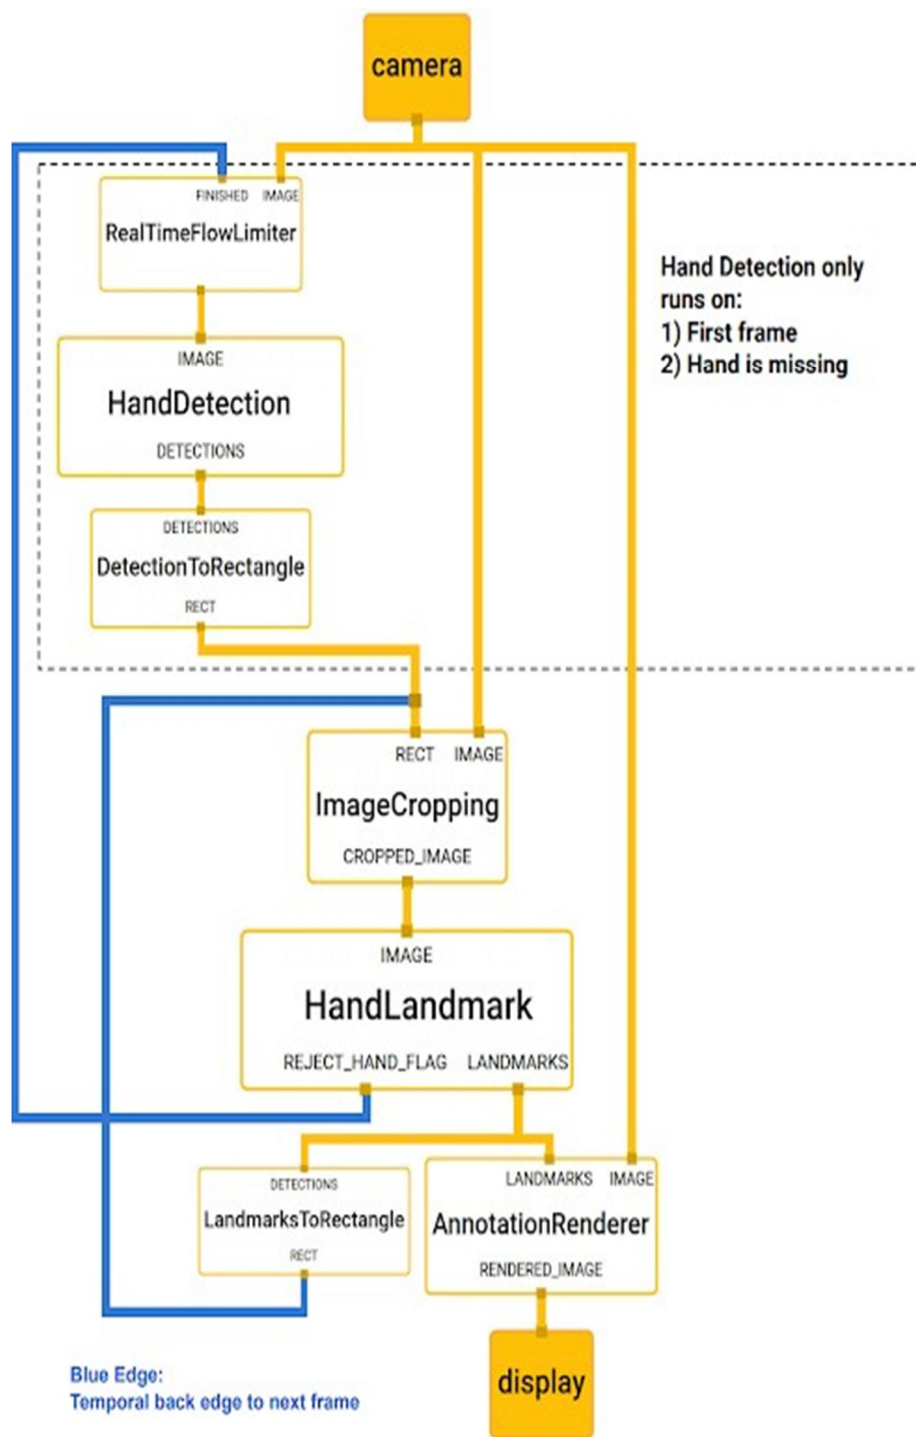 camera
FINISHED IMAGE
RealTimeFlowLimiter
Hand Detection only
runs on:
1) First frame
2) Hand is missing
IMAGE
HandDetection
DETECTIONS
DETECTIONS
DetectionToRectangle
RECT
RECT IMAGE
ImageCropping
CROPPED_IMAGE
IMAGE
HandLandmark
REJECT_HAND_FLAG LANDMARKS
DETECTIONS
LandmarksToRectangle
RECT
LANDMARKS IMAGE
AnnotationRenderer
RENDERED_IMAGE
display
Blue Edge:
Temporal back edge to next frame